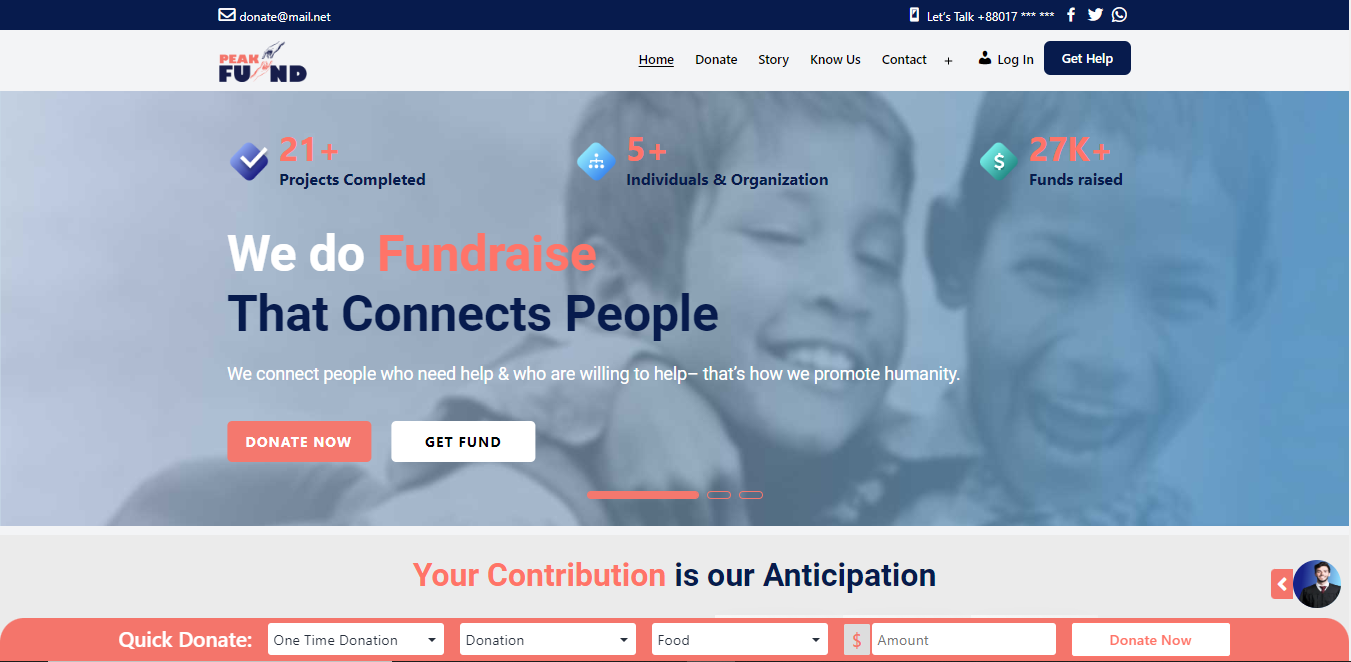 donate@mail.net
Let's Talk +88017 *** ***
PEAK
FUND
Home Donate Story Know Us Contact + Log In Get Help
21+ 5+ 27K+
Projects Completed Individuals & Organization Funds raised
We do Fundraise
That Connects People
We connect people who need help & who are willing to help– that's how we promote humanity.
DONATE NOW GET FUND
Your Contribution is our Anticipation
Quick Donate: One Time Donation Donation Food $ Amount Donate Now